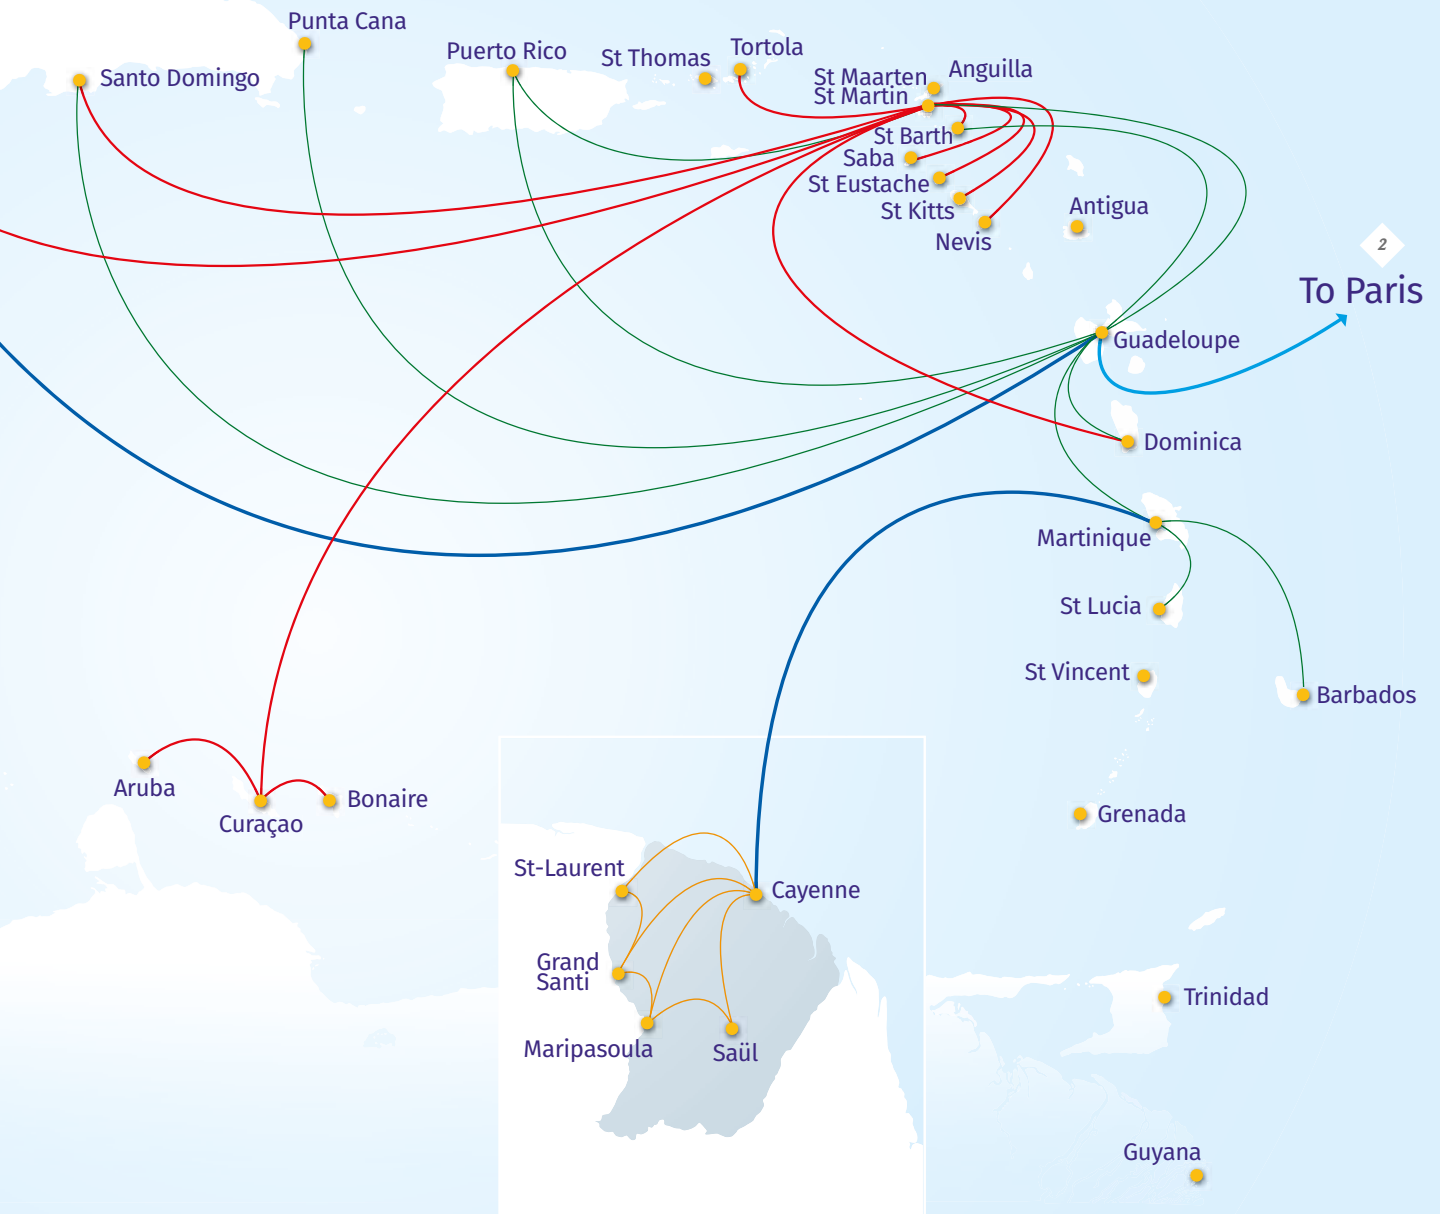 Punta Cana
Puerto Rico
St Thomas
Tortola
Santo Domingo
St Maarten
St Martin
Anguilla
St Barth
Saba
St Eustache
St Kitts
Nevis
Antigua
2
To Paris
Guadeloupe
Dominica
Martinique
St Lucia
St Vincent
Barbados
Aruba
Curaçao
Bonaire
Grenada
St-Laurent
Cayenne
Grand
Santi
Maripasoula
Saül
Trinidad
Guyana